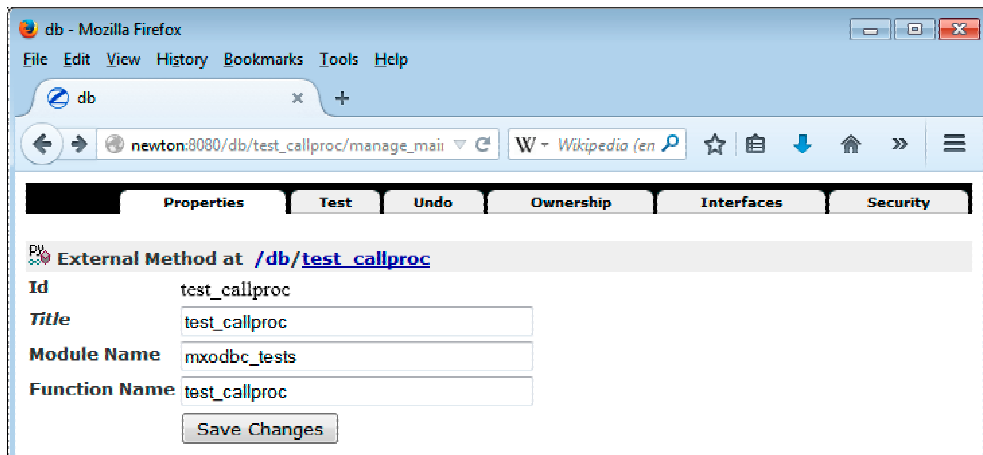 db - Mozilla Firefox
File Edit View History Bookmarks Tools Help
db
newton:8080/db/test_callproc/manage_mai
W Wikipedia (en
Properties Test Undo Ownership Interfaces Security
External Method at /db/test_callproc
Id test_callproc
Title test_callproc
Module Name mxodbc_tests
Function Name test_callproc
Save Changes